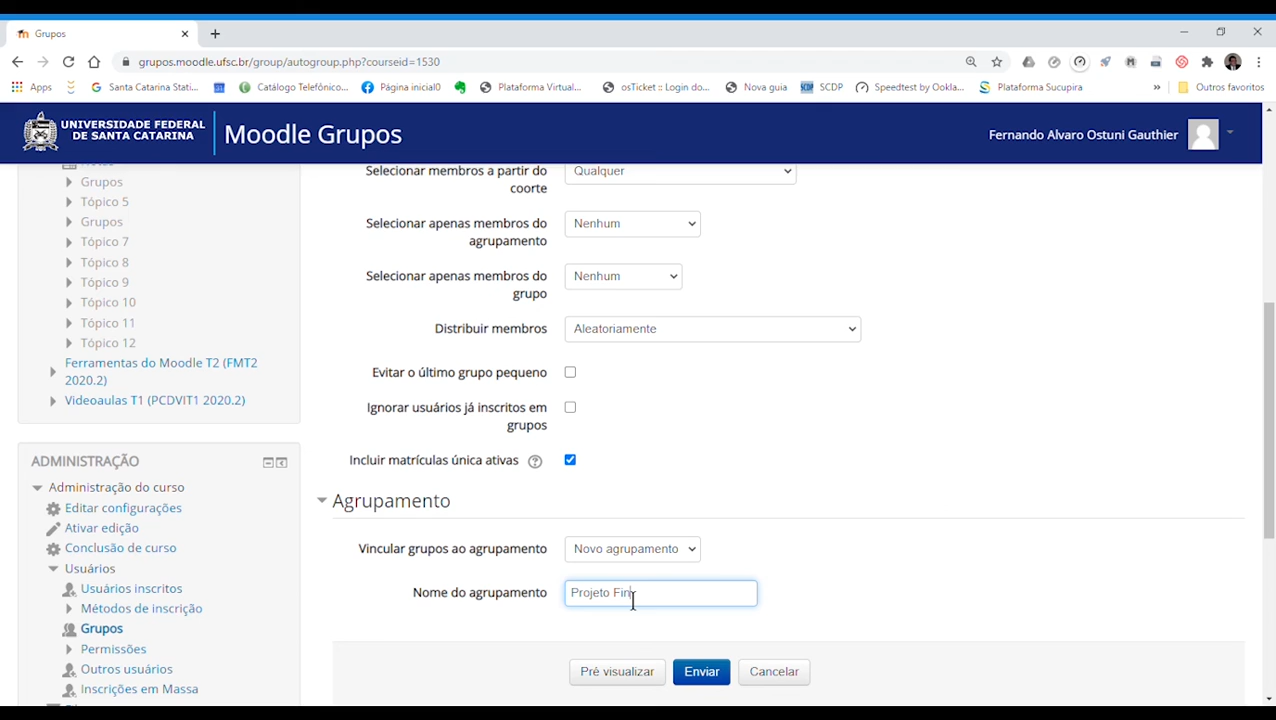 Grupos
grupos.moodle.ufsc.br/group/autogroup.php?courseid=1530
Apps
Santa Catarina Stati...
Catálogo Telefônico...
Página inicial0
Plataforma Virtual...
osTicket :: Login do...
Nova guia
SCDP
Speedtest by Ookla...
Plataforma Sucupira
»
Outros favoritos
UNIVERSIDADE FEDERAL
DE SANTA CATARINA
Moodle Grupos
Fernando Alvaro Ostuni Gauthier
Grupos
Tópico 5
Grupos
Tópico 7
Tópico 8
Tópico 9
Tópico 10
Tópico 11
Tópico 12
Ferramentas do Moodle T2 (FMT2
2020.2)
Videoaulas T1 (PCDVIT1 2020.2)
ADMINISTRAÇÃO
Administração do curso
Editar configurações
Ativar edição
Conclusão de curso
Usuários
Usuários inscritos
Métodos de inscrição
Grupos
Permissões
Outros usuários
Inscrições em Massa
Selecionar membros a partir do
coorte
Qualquer
Selecionar apenas membros do
agrupamento
Nenhum
Selecionar apenas membros do
grupo
Nenhum
Distribuir membros
Aleatoriamente
Evitar o último grupo pequeno
Ignorar usuários já inscritos em
grupos
Incluir matrículas única ativas
Agrupamento
Vincular grupos ao agrupamento
Novo agrupamento
Nome do agrupamento
Projeto Fin
Pré visualizar
Enviar
Cancelar